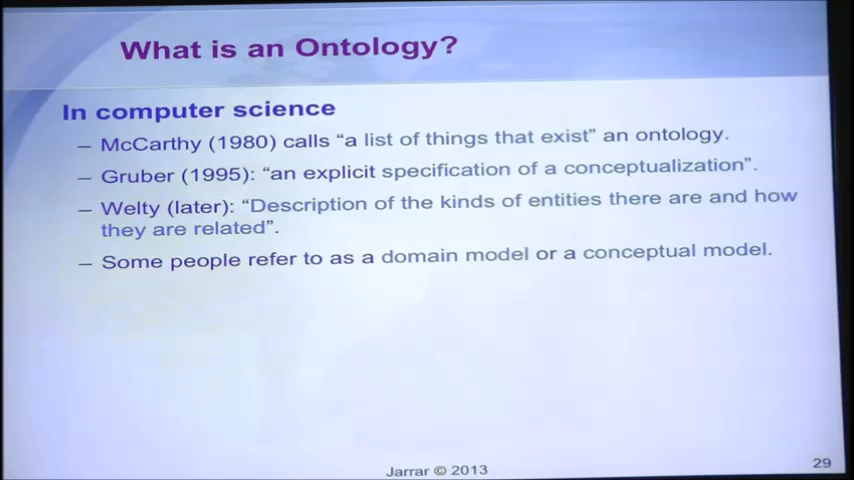 What is an Ontology?
In computer science
– McCarthy (1980) calls “a list of things that exist” an ontology.
– Gruber (1995): “an explicit specification of a conceptualization”.
– Welty (later): “Description of the kinds of entities there are and how
they are related”.
– Some people refer to as a domain model or a conceptual model.
Jarrar © 2013
29